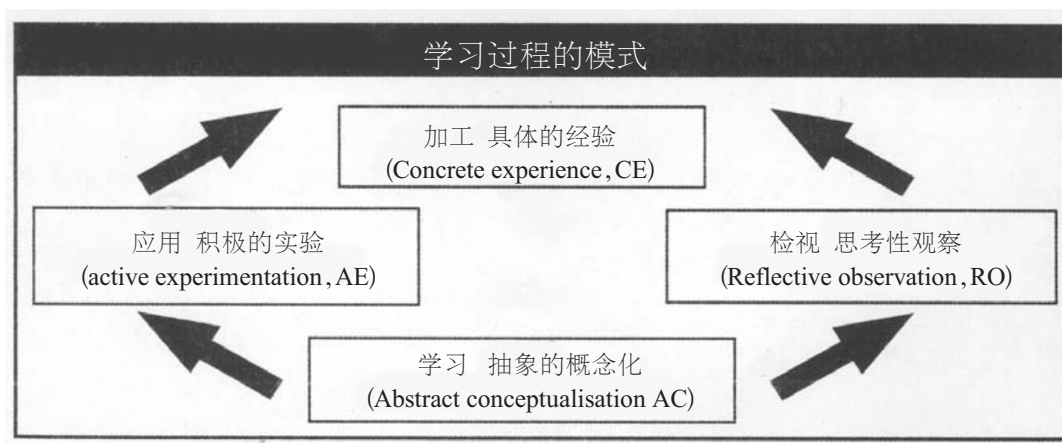 学习过程的模式
加工 具体的经验
(Concrete experience, CE)
应用 积极的实验
(active experimentation, AE)
检视 思考性观察
(Reflective observation, RO)
学习 抽象的概念化
(Abstract conceptualisation AC)